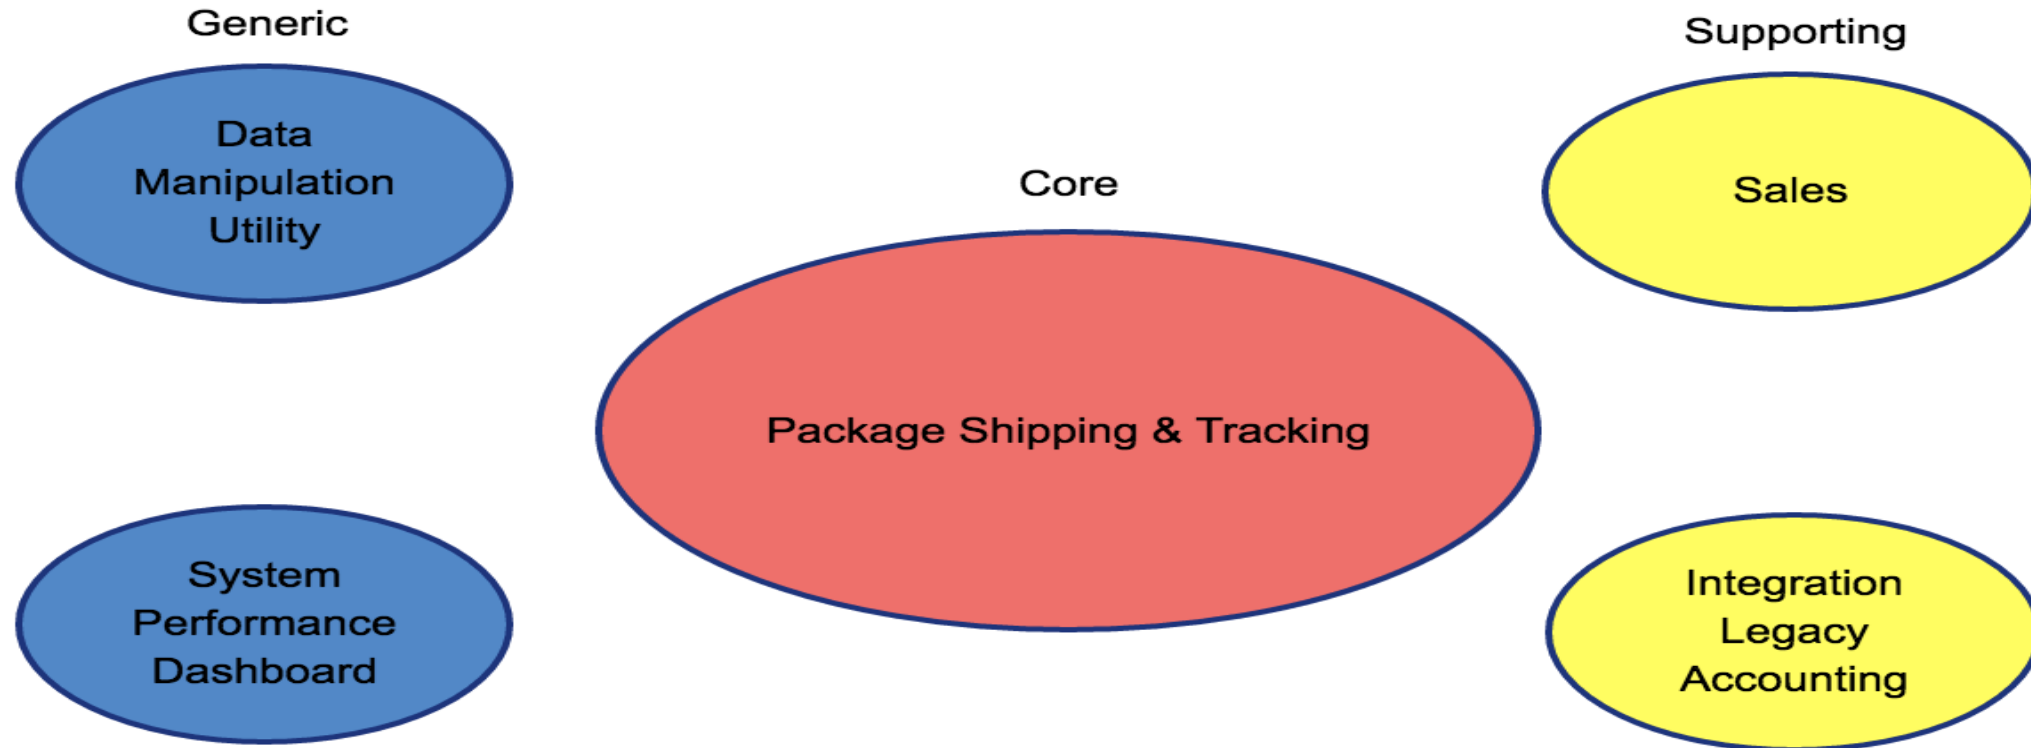 Generic
Data
Manipulation
Utility
System
Performance
Dashboard
Core
Package Shipping & Tracking
Supporting
Sales
Integration
Legacy
Accounting